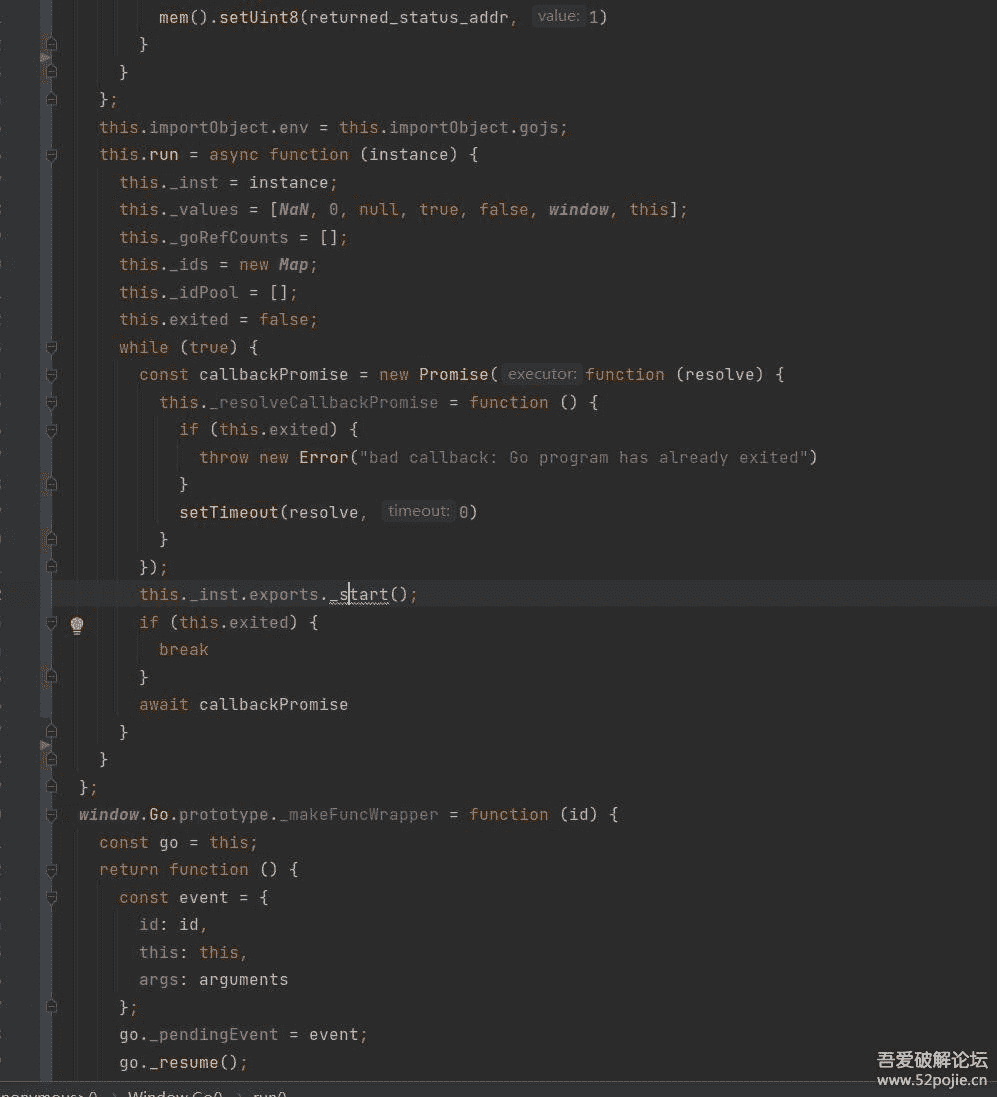 mem().setUint8(returned_status_addr, value: 1)
}
}
};
this.importObject.env = this.importObject.gojs;
this.run = async function (instance) {
this._inst = instance;
this._values = [NaN, 0, null, true, false, window, this];
this._goRefCounts = [];
this._ids = new Map;
this._idPool = [];
this.exited = false;
while (true) {
const callbackPromise = new Promise( executor: function (resolve) {
this._resolveCallbackPromise = function () {
if (this.exited) {
throw new Error("bad callback: Go program has already exited")
}
setTimeout(resolve, timeout: 0)
}
});
this._inst.exports._start();
if (this.exited) {
break
}
await callbackPromise
}
}
};
window.Go.prototype._makeFuncWrapper = function (id) {
const go = this;
return function () {
const event = {
id: id,
this: this,
args: arguments
};
go._pendingEvent = event;
go._resume();
吾爱破解论坛
www.52pojie.cn